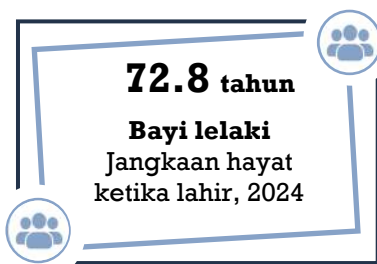 72.8 tahun
Bayi lelaki
Jangkaan hayat
ketika lahir, 2024